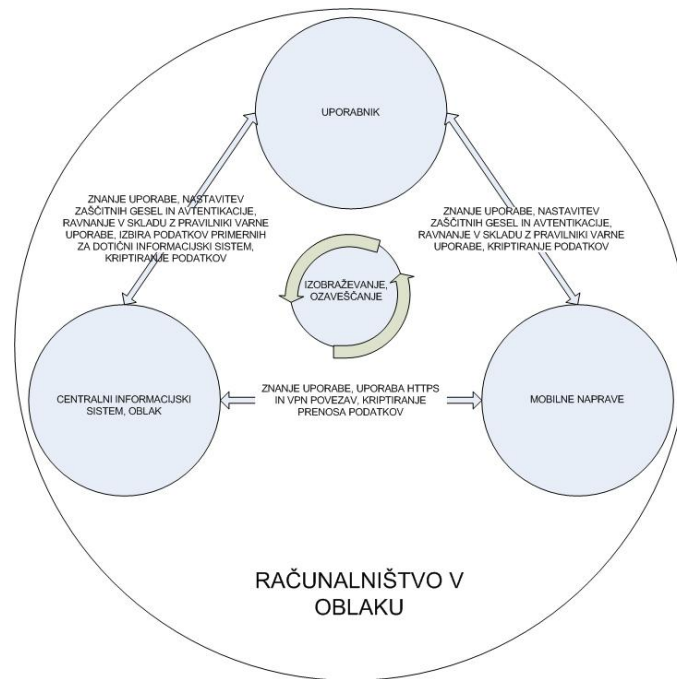 UPORABNIK
ZNANJE UPORABE, NASTAVITEV
ZAŠČITNIH GESEL IN AVTENTIKACIJE,
RAVNANJE V SKLADU Z PRAVILNIKI VARNE
UPORABE, IZBIRA PODATKOV PRIMERNIH
ZA DOTIČNI INFORMACIJSKI SISTEM,
KRIPTIRANJE PODATKOV
ZNANJE UPORABE, NASTAVITEV
ZAŠČITNIH GESEL IN AVTENTIKACIJE,
RAVNANJE V SKLADU Z PRAVILNIKI VARNE
UPORABE, KRIPTIRANJE PODATKOV
IZOBRAŽEVANJE,
OZAVEŠČANJE
CENTRALNI INFORMACIJSKI
SISTEM, OBLAK
ZNANJE UPORABE, UPORABA HTTPS
IN VPN POVEZAV, KRIPTIRANJE
PRENOSA PODATKOV
MOBILNE NAPRAVE
RAČUNALNIŠTVO V
OBLAKU